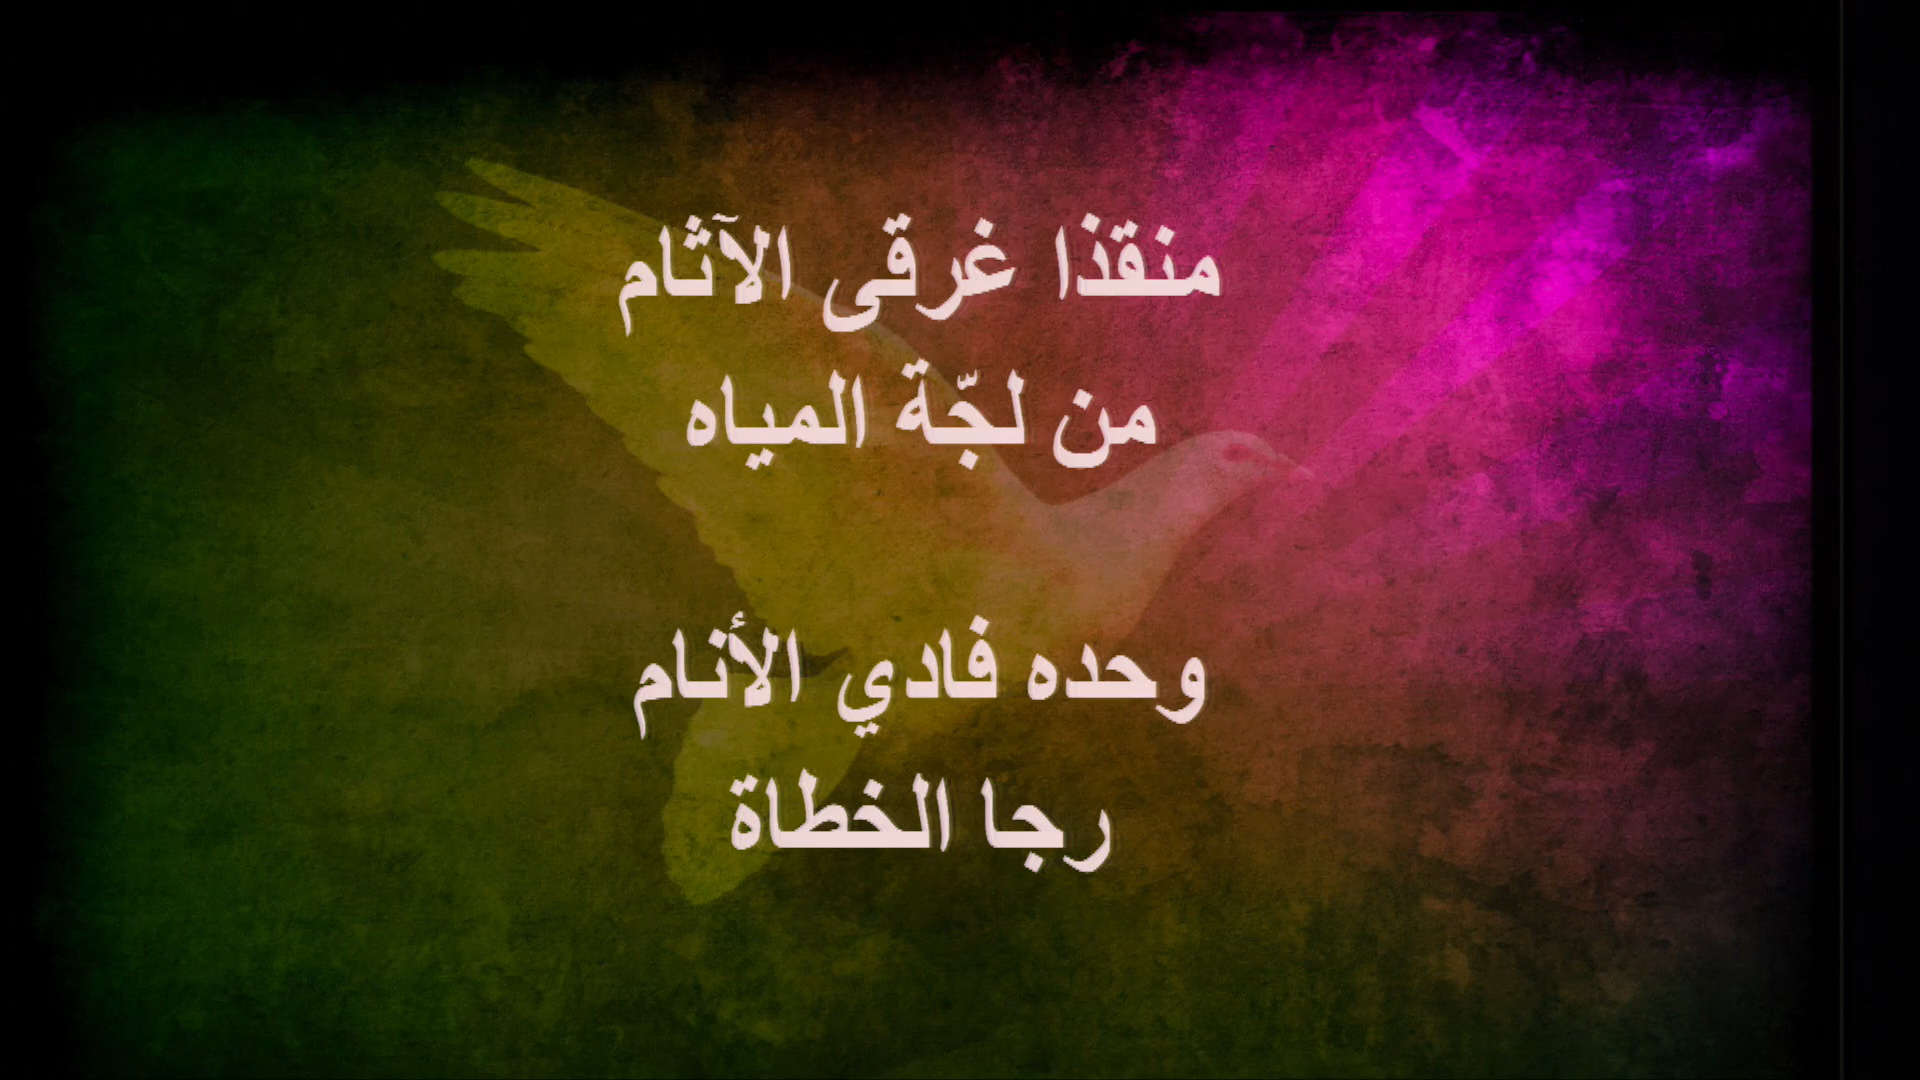 منقذا غرقى الآثام
من لجّة المياه
وحده فادي الأنام
رجا الخطاة